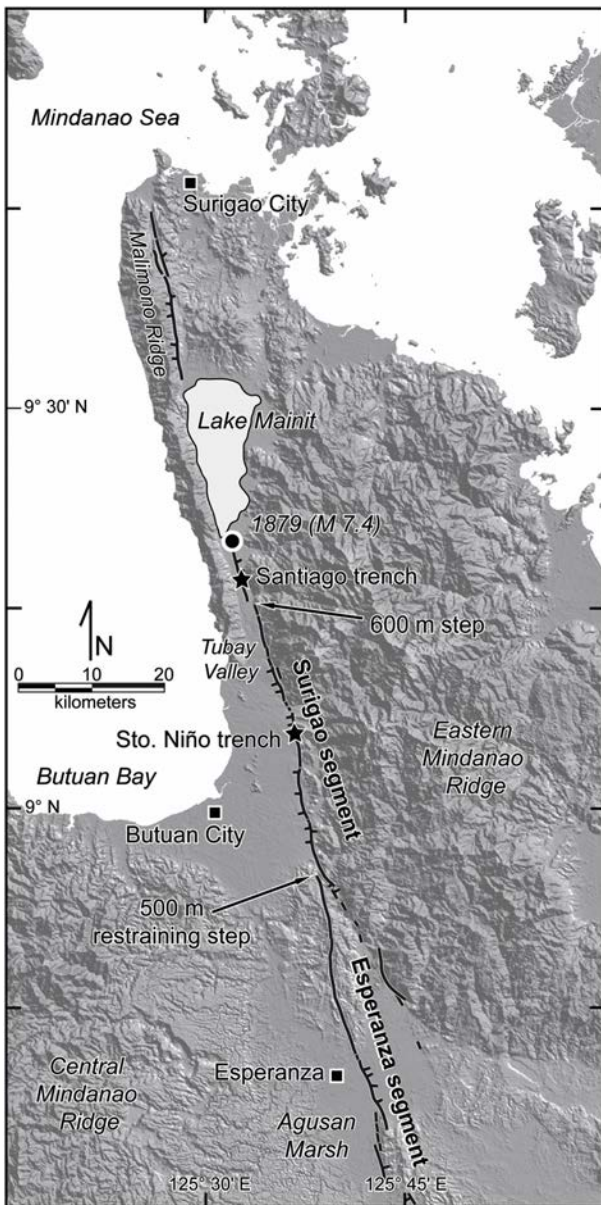 Mindanao Sea
Surigao City
Malimono Ridge
9° 30' N
Lake Mainit
1879 (M 7.4)
Santiago trench
600 m step
N
Tubay
Valley
0 10 20
kilometers
Surigao segment
Sto. Niño trench
Eastern
Mindanao
Ridge
Butuan Bay
9° N
Butuan City
500 m
restraining step
Esperanza segment
Central
Mindanao
Ridge
Esperanza
Agusan
Marsh
125° 30' E
125° 45' E